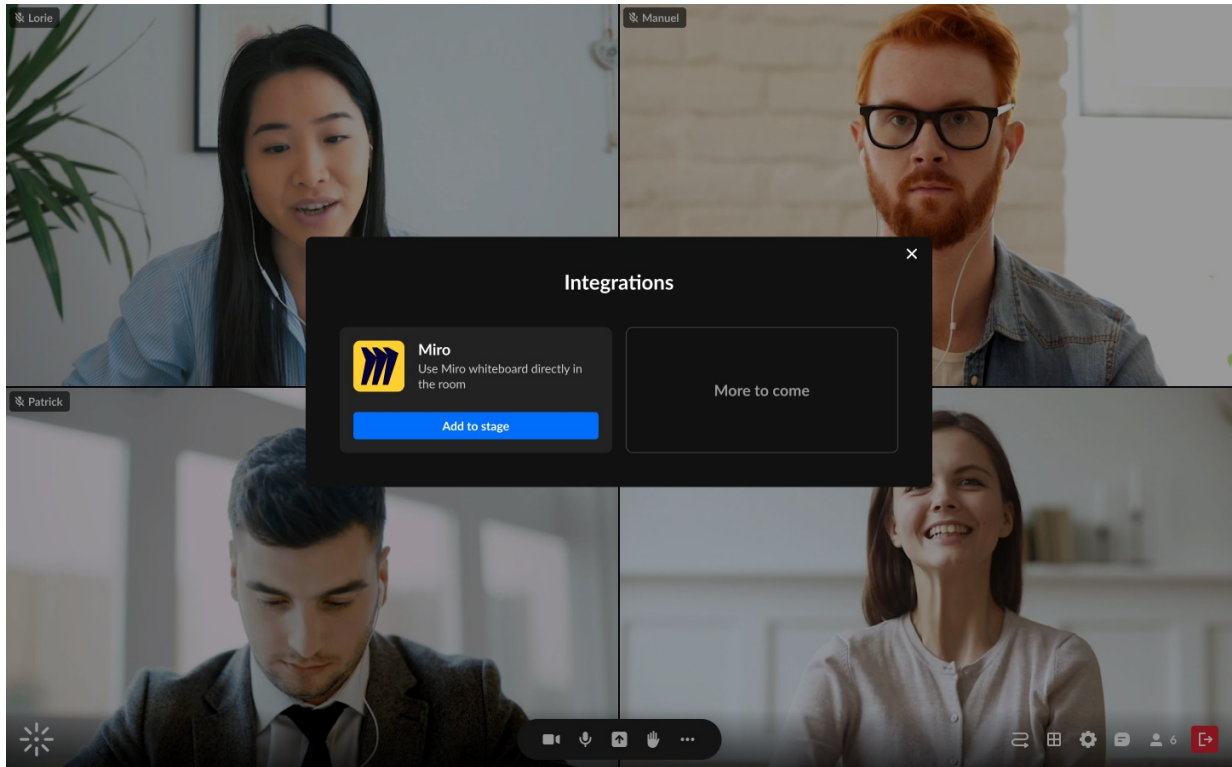 Lorie
Manuel
Integrations
Miro
Use Miro whiteboard directly in
the room
Add to stage
More to come
Patrick
6